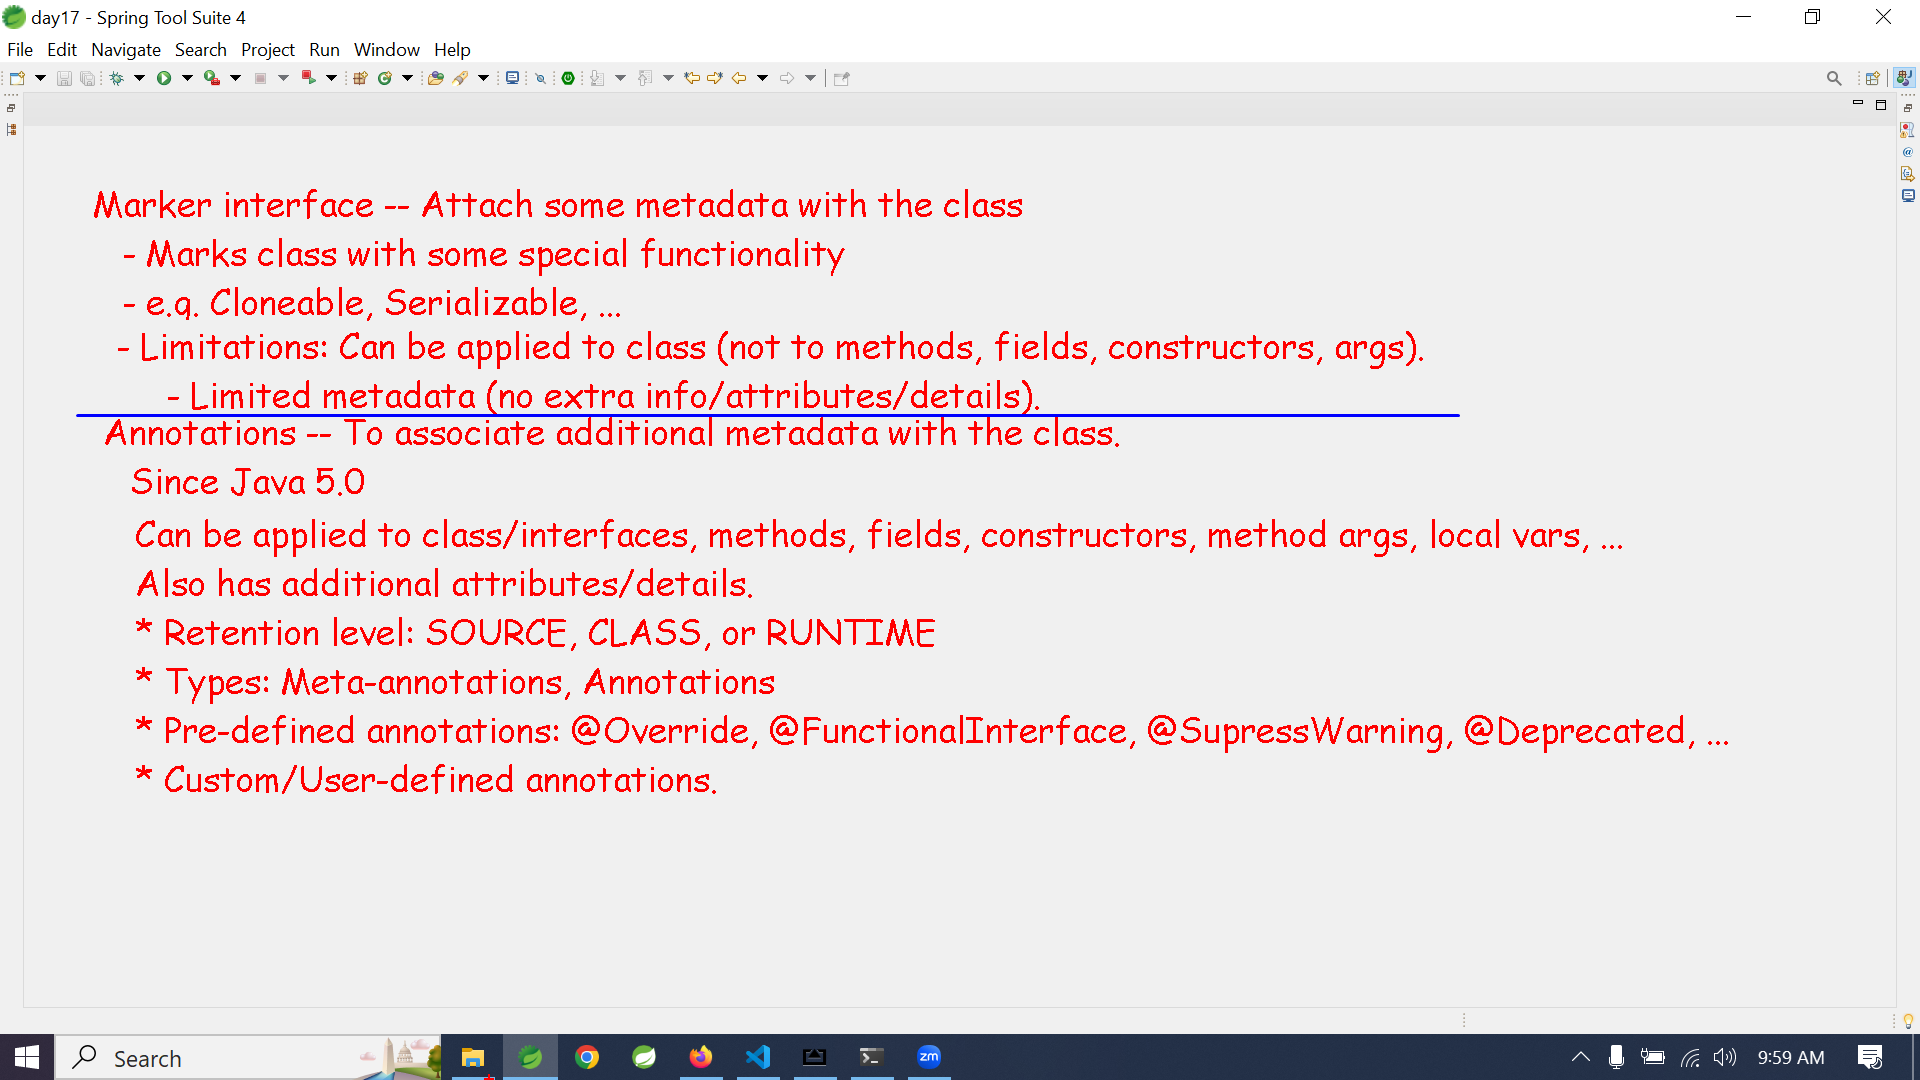 day17 - Spring Tool Suite 4
File Edit Navigate Search Project Run Window Help
Marker interface -- Attach some metadata with the class
- Marks class with some special functionality
- e.g. Cloneable, Serializable, ...
- Limitations: Can be applied to class (not to methods, fields, constructors, args).
- Limited metadata (no extra info/attributes/details).
Annotations -- To associate additional metadata with the class.
Since Java 5.0
Can be applied to class/interfaces, methods, fields, constructors, method args, local vars, ...
Also has additional attributes/details.
* Retention level: SOURCE, CLASS, or RUNTIME
* Types: Meta-annotations, Annotations
* Pre-defined annotations: @Override, @FunctionalInterface, @SupressWarning, @Deprecated, ...
* Custom/User-defined annotations.
Search
zm
9:59 AM